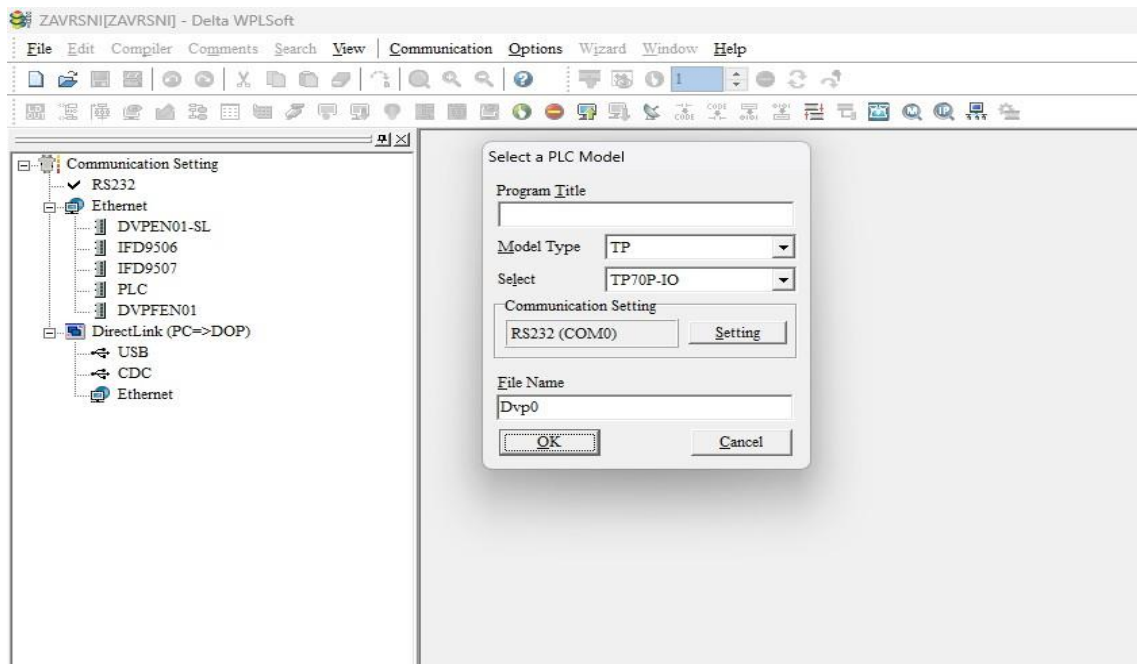 ZAVRSNI[ZAVRSNI] - Delta WPLSoft
File Edit Compiler Comments Search View Communication Options Wizard Window Help
1
Communication Setting
RS232
Ethernet
DVPEN01-SL
IFD9506
IFD9507
PLC
DVPFEN01
DirectLink (PC=>DOP)
USB
CDC
Ethernet
Select a PLC Model
Program Title
Model Type TP
Select TP70P-IO
Communication Setting
RS232 (COM0) Setting
File Name
Dvp0
OK Cancel